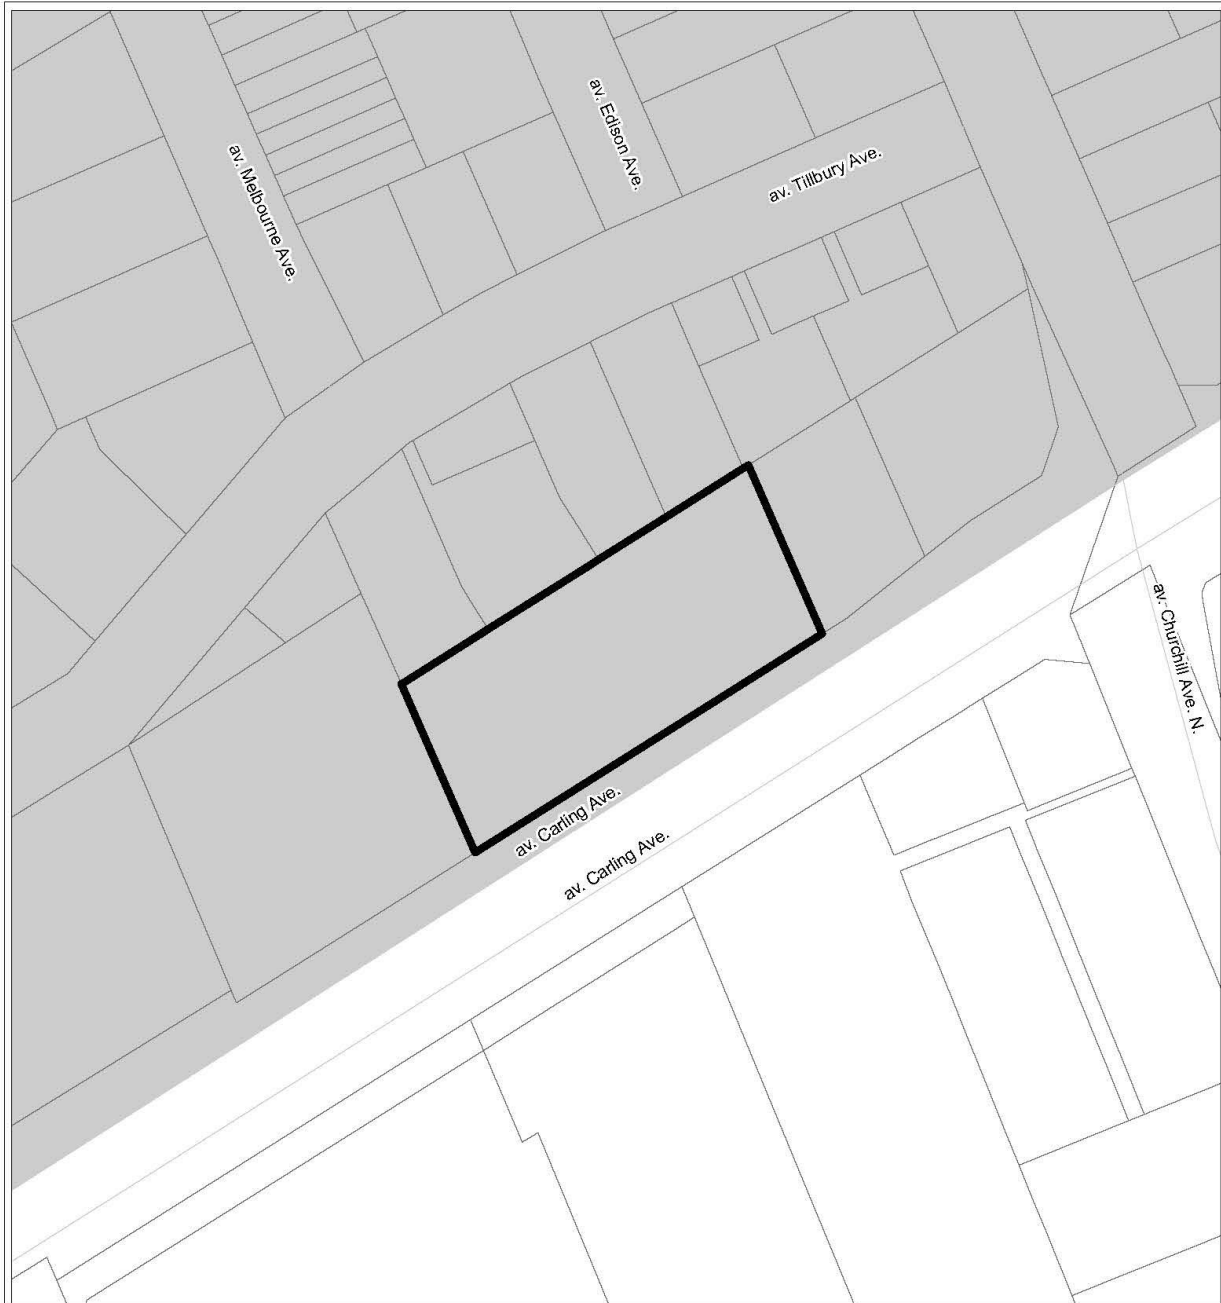 av. Edison Ave.
av. Melbourne Ave.
av. Tillbury Ave.
av. Churchill Ave. N.
av. Carling Ave.
av. Carling Ave.